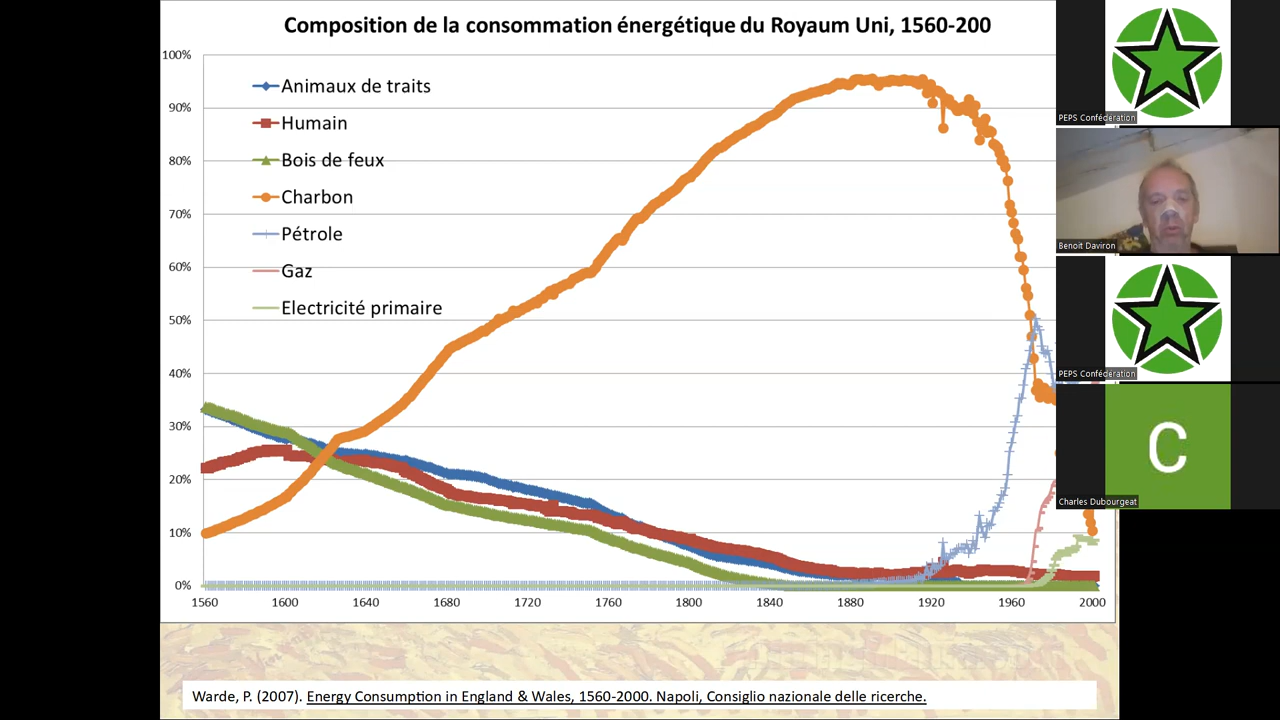 Composition de la consommation énergétique du Royaum Uni, 1560-200
100%
90%
80%
70%
60%
50%
40%
30%
20%
10%
0%
Animaux de traits
Humain
Bois de feux
Charbon
Pétrole
Gaz
Electricité primaire
1560
1600
1640
1680
1720
1760
1800
1840
1880
1920
1960
2000
Warde, P. (2007). Energy Consumption in England & Wales, 1560-2000. Napoli, Consiglio nazionale delle ricerche.
PEPS Confédération
Benoit Daviron
PEPS Confédération
C
Charles Dubourgeat